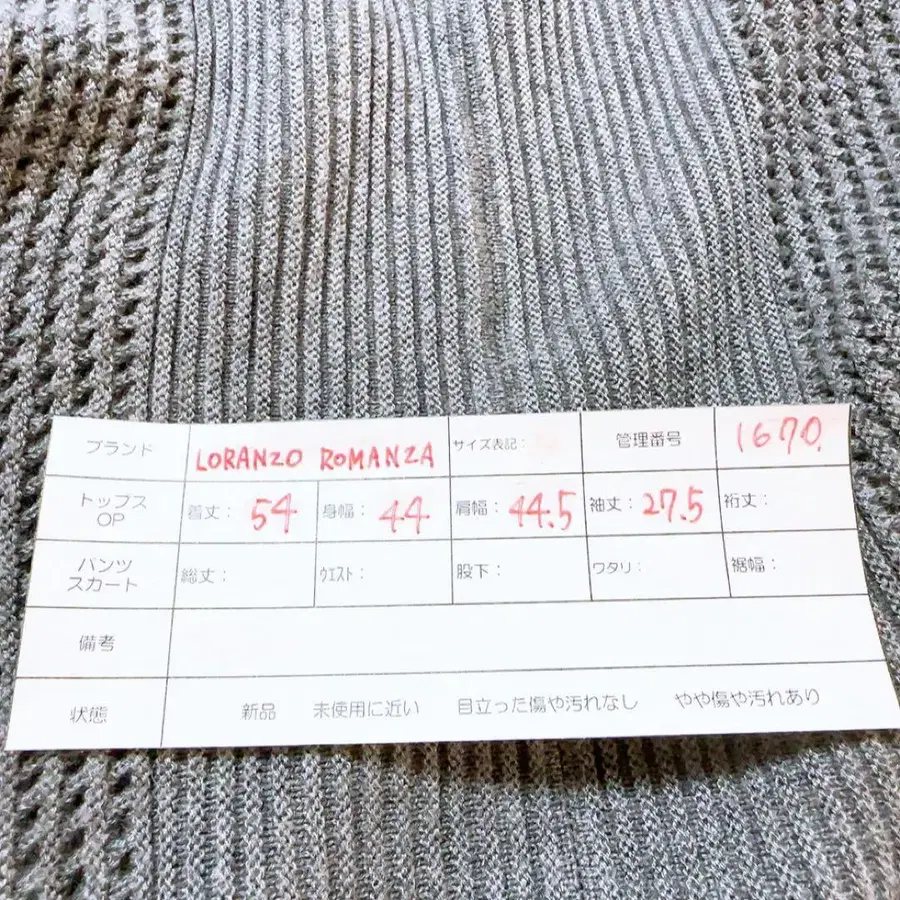 ブランド LORANZO ROMANZA サイズ表記: 管理番号 1670.
トップス OP 着丈: 54 身幅: 44 肩幅: 44.5 袖丈: 27.5 裄丈:
パンツ スカート 総丈: ウエスト: 股下: ワタリ: 裾幅:
備考
状態 新品 未使用に近い 目立った傷や汚れなし やや傷や汚れあり